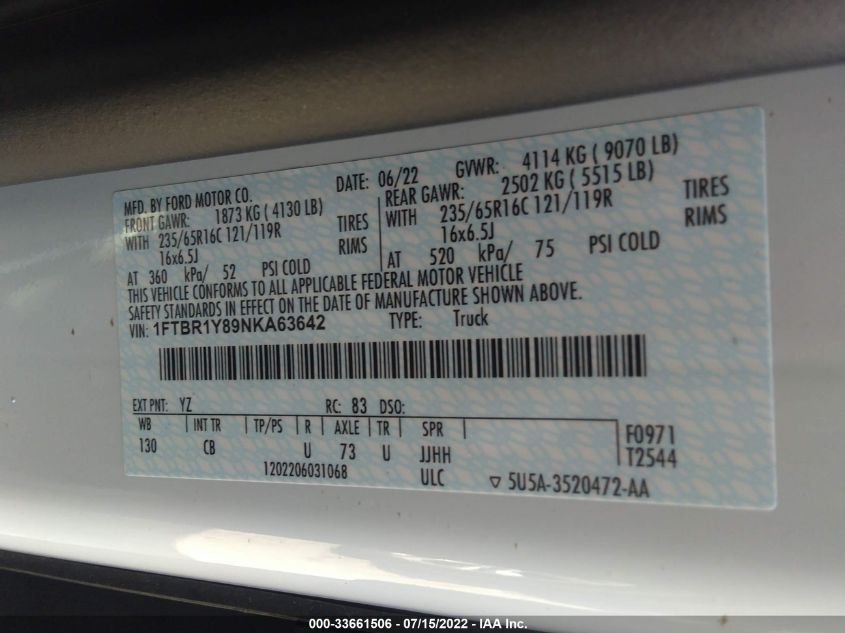 MFD. BY FORD MOTOR CO. DATE: 06/22 GVWR: 4114 KG ( 9070 LB)
FRONT GAWR: 1873 KG ( 4130 LB) REAR GAWR: 2502 KG ( 5515 LB)
WITH 235/65R16C 121/119R TIRES WITH 235/65R16C 121/119R TIRES
16x6.5J RIMS 16x6.5J RIMS
AT 360 kPa/ 52 PSI COLD AT 520 kPa/ 75 PSI COLD
THIS VEHICLE CONFORMS TO ALL APPLICABLE FEDERAL MOTOR VEHICLE
SAFETY STANDARDS IN EFFECT ON THE DATE OF MANUFACTURE SHOWN ABOVE.
VIN: 1FTBR1Y89NKA63642 TYPE: Truck
EXT PNT: YZ RC: 83 DSO:
WB INT TR TP/PS R AXLE TR SPR F0971
130 CB U 73 U JJHH T2544
1202206031068 ULC ▽ 5U5A-3520472-AA
000-33661506 - 07/15/2022 - IAA Inc.